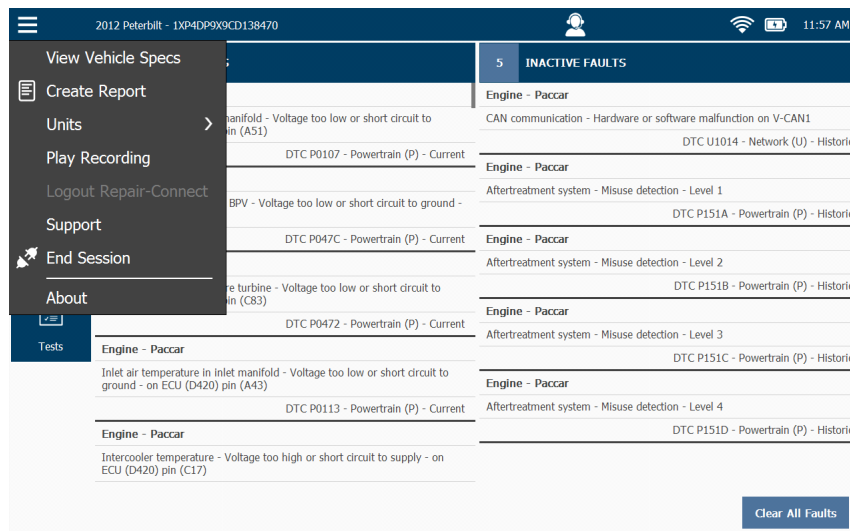 2012 Peterbilt - 1XP4DP9X9CD138470
11:57 AM
View Vehicle Specs
Create Report
Units
Play Recording
Logout Repair-Connect
Support
End Session
About
Tests
anifold - Voltage too low or short circuit to
in (A51)
DTC P0107 - Powertrain (P) - Current
BPV - Voltage too low or short circuit to ground -
DTC P047C - Powertrain (P) - Current
re turbine - Voltage too low or short circuit to
in (C83)
DTC P0472 - Powertrain (P) - Current
Engine - Paccar
Inlet air temperature in inlet manifold - Voltage too low or short circuit to
ground - on ECU (D420) pin (A43)
DTC P0113 - Powertrain (P) - Current
Engine - Paccar
Intercooler temperature - Voltage too high or short circuit to supply - on
ECU (D420) pin (C17)
5 INACTIVE FAULTS
Engine - Paccar
CAN communication - Hardware or software malfunction on V-CAN1
DTC U1014 - Network (U) - Historic
Engine - Paccar
Aftertreatment system - Misuse detection - Level 1
DTC P151A - Powertrain (P) - Historic
Engine - Paccar
Aftertreatment system - Misuse detection - Level 2
DTC P151B - Powertrain (P) - Historic
Engine - Paccar
Aftertreatment system - Misuse detection - Level 3
DTC P151C - Powertrain (P) - Historic
Engine - Paccar
Aftertreatment system - Misuse detection - Level 4
DTC P151D - Powertrain (P) - Historic
Clear All Faults